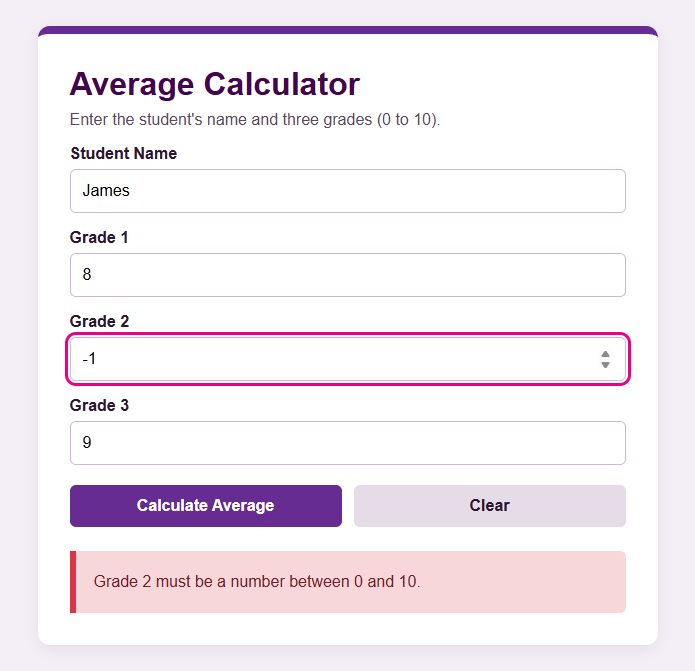 Average Calculator
Enter the student's name and three grades (0 to 10).
Student Name
James
Grade 1
8
Grade 2
-1
Grade 3
9
Calculate Average
Clear
Grade 2 must be a number between 0 and 10.